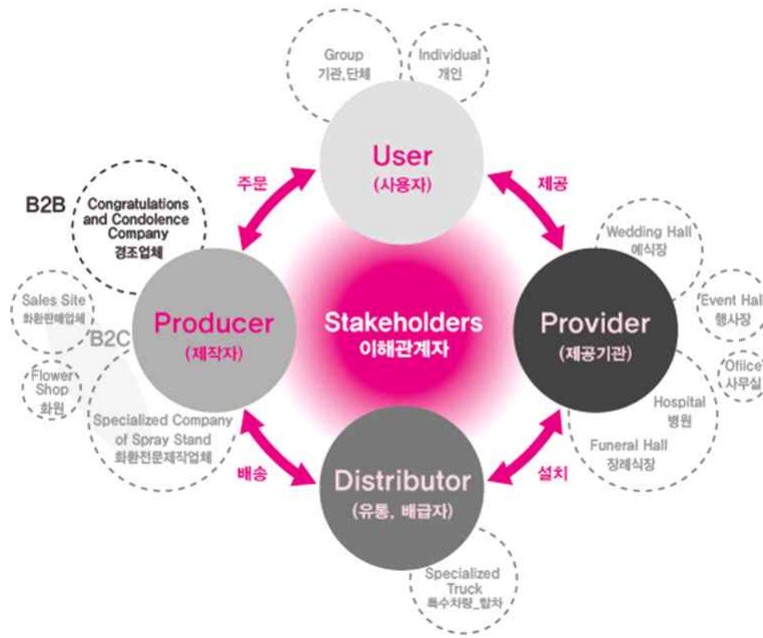 Group
기관,단체
Individual
개인
User
(사용자)
주문
제공
B2B
Congratulations
and Condolence
Company
경조업체
Wedding Hall
예식장
Sales Site
화환판매업체
B2C
Producer
(제작자)
Stakeholders
이해관계자
Provider
(제공기관)
Event Hall
행사장
Flower
Shop
화원
Ofiice
사무실
Specialized Company
of Spray Stand
화환전문제작업체
Hospital
병원
Funeral Hall
장례식장
배송
설치
Distributor
(유통, 배급자)
Specialized
Truck
특수차량_탑차